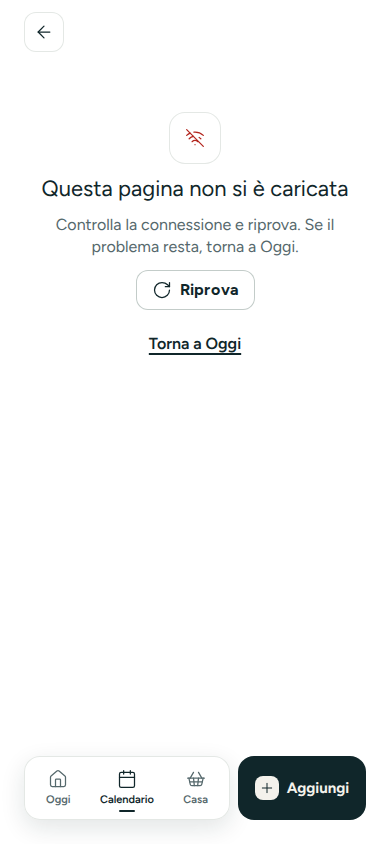 Questa pagina non si è caricata
Controlla la connessione e riprova. Se il
problema resta, torna a Oggi.
Riprova
Torna a Oggi
Oggi
Calendario
Casa
Aggiungi